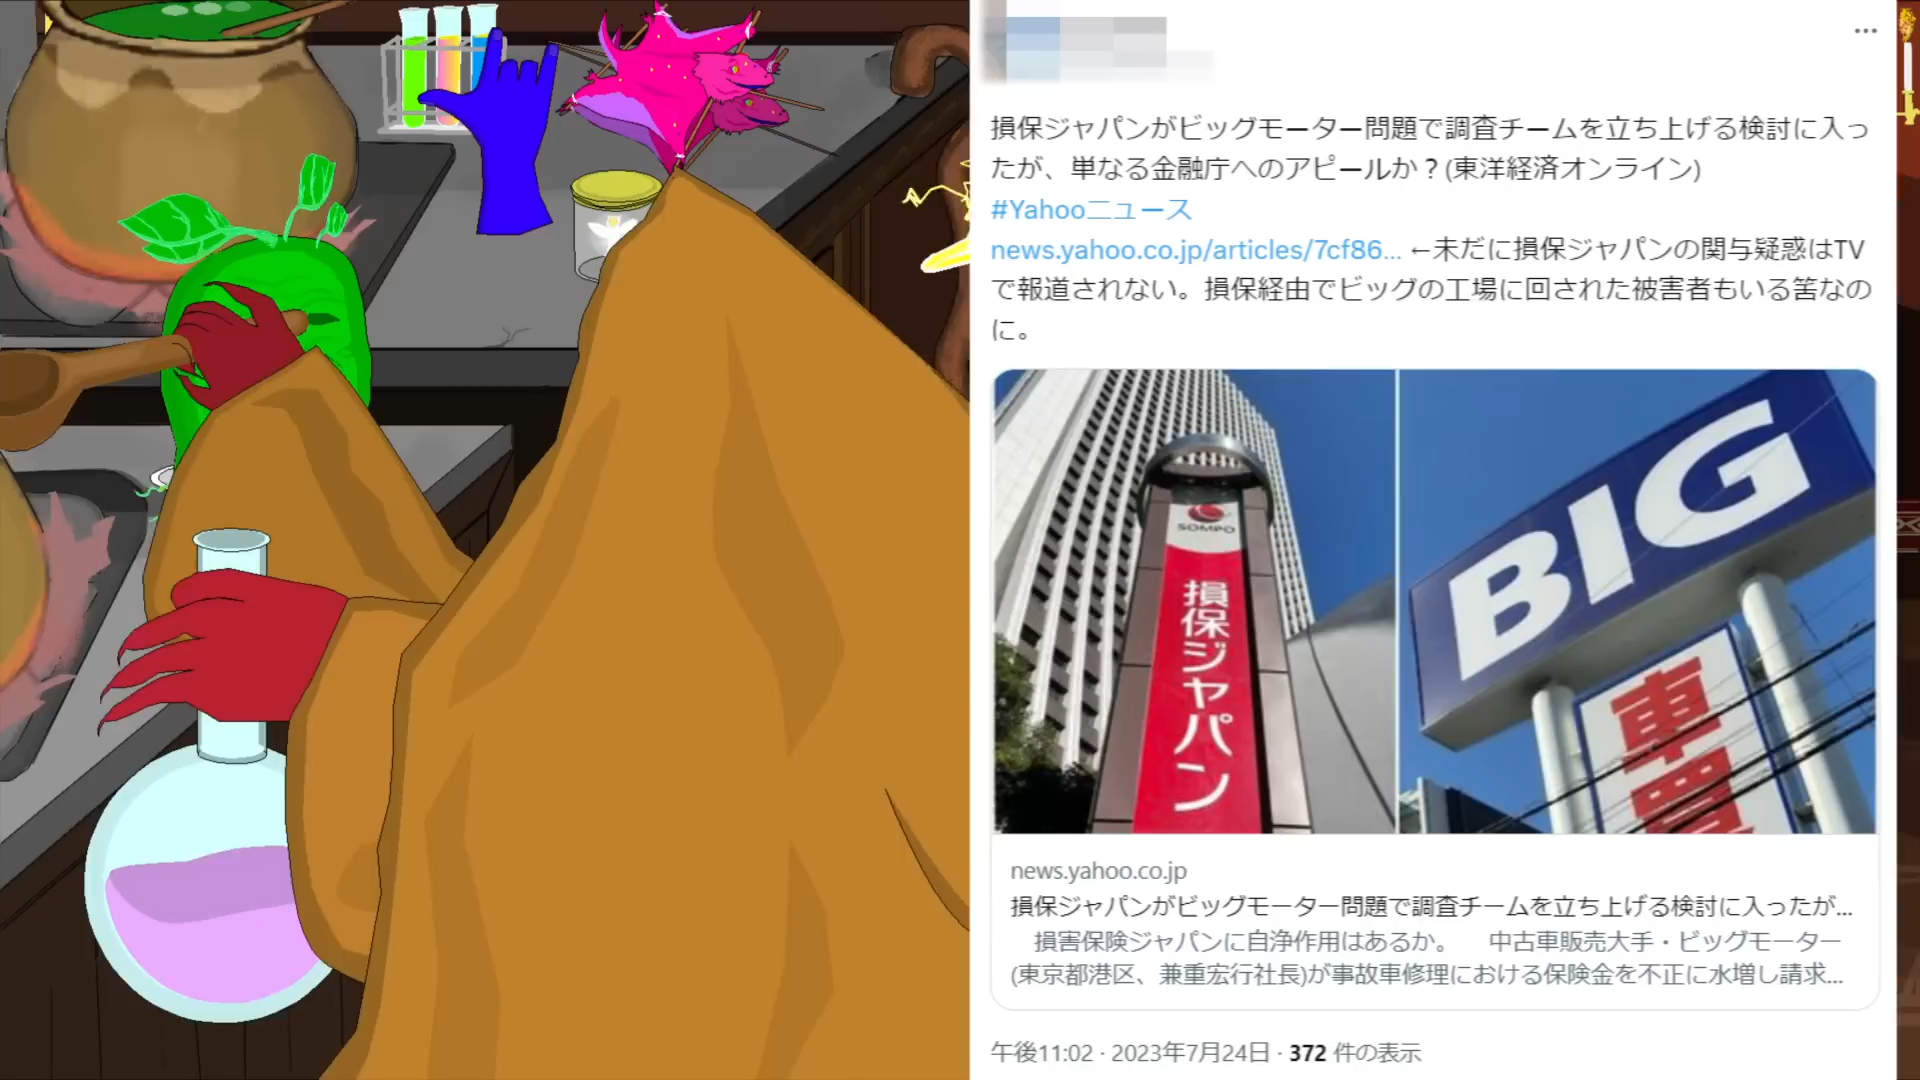 損保ジャパンがビッグモーター問題で調査チームを立ち上げる検討に入っ
たが、単なる金融庁へのアピールか？(東洋経済オンライン)
#Yahooニュース
news.yahoo.co.jp/articles/7cf86... ←未だに損保ジャパンの関与疑惑はTV
で報道されない。損保経由でビッグの工場に回された被害者もいる筈なの
に。
SOMPO
損保ジャパン
BIG
車買
news.yahoo.co.jp
損保ジャパンがビッグモーター問題で調査チームを立ち上げる検討に入ったが...
損害保険ジャパンに自浄作用はあるか。 中古車販売大手・ビッグモーター
(東京都港区、兼重宏行社長)が事故車修理における保険金を不正に水増し請求...
午後11:02 · 2023年7月24日 · 372 件の表示